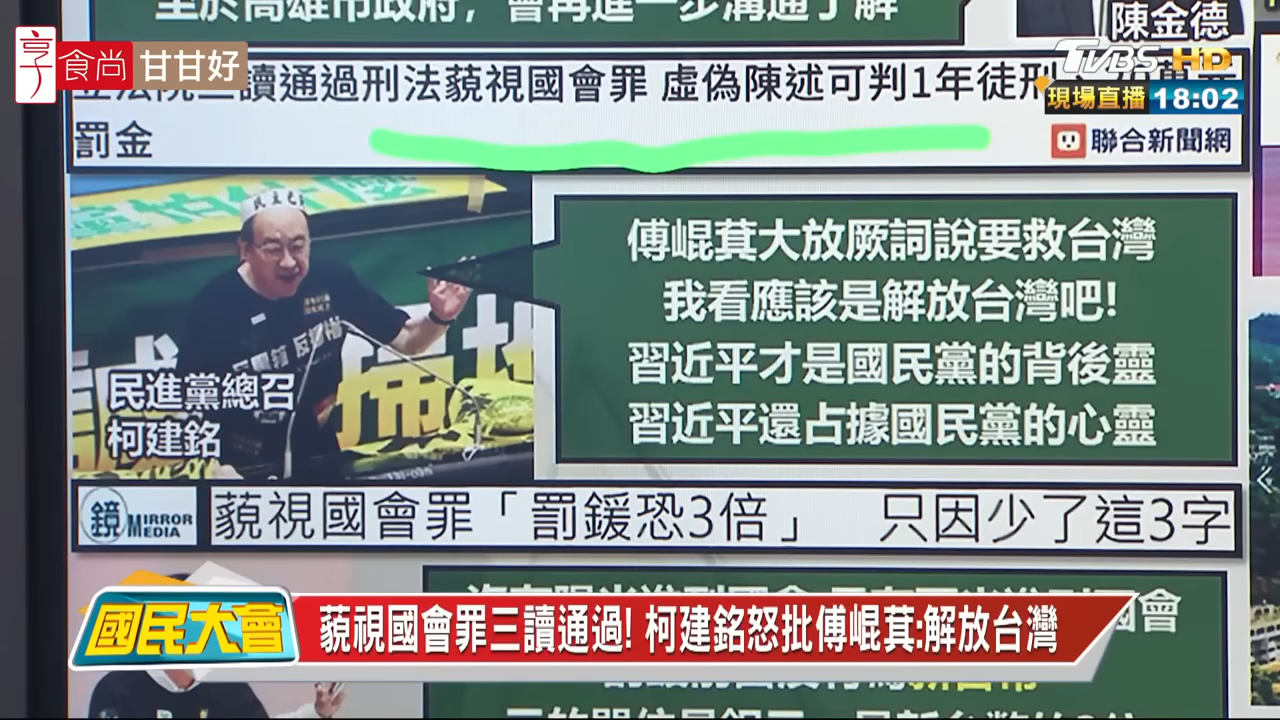 至於高雄市政府，會再進一步溝通了解
陳金德
享
食尚 甘甘好
TVBS HD
現場直播 18:02
立法院三讀通過刑法藐視國會罪 虛偽陳述可判1年徒刑
罰金
聯合新聞網
民主已
傅崐萁大放厥詞說要救台灣
我看應該是解放台灣吧!
習近平才是國民黨的背後靈
習近平還占據國民黨的心靈
民進黨總召
柯建銘
鏡 MIRROR MEDIA
藐視國會罪「罰鍰恐3倍」 只因少了這3字
國會
國民大會
藐視國會罪三讀通過! 柯建銘怒批傅崐萁:解放台灣